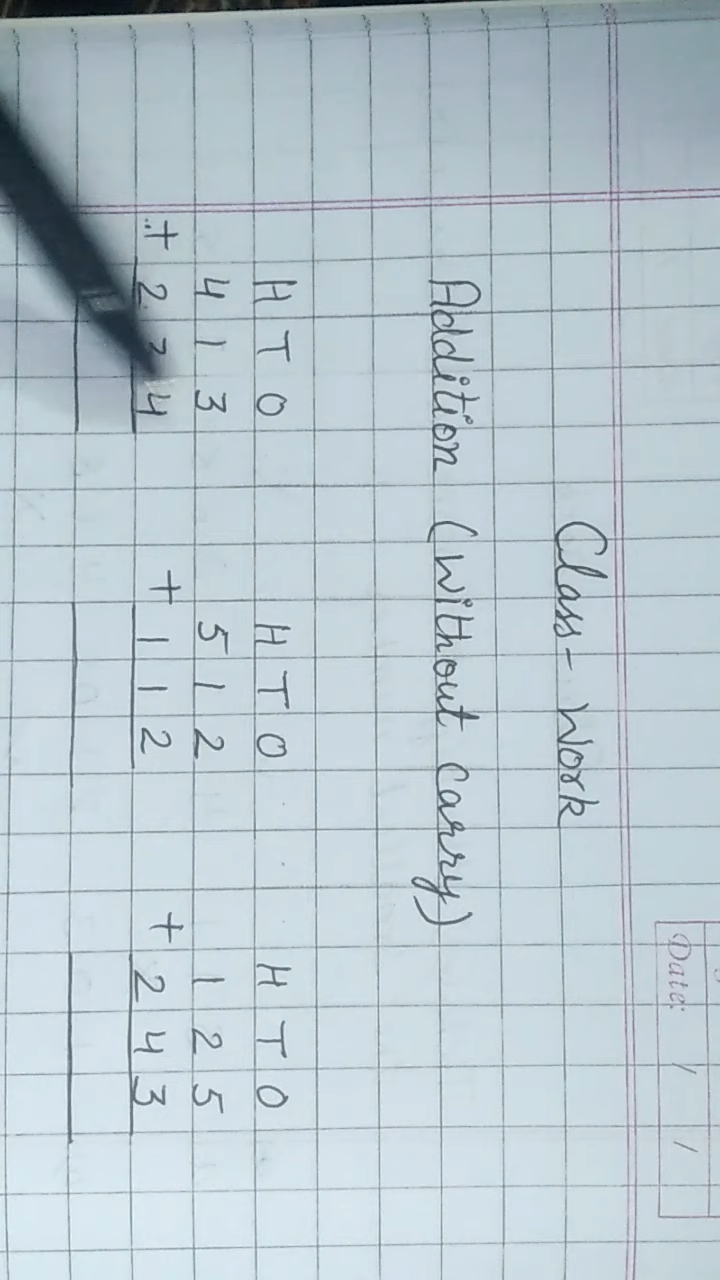 Date: / /
Class-Work
Addition (Without Carry)
H T O H T O H T O
4 1 3 5 1 2 1 2 5
+ 2 4 + 1 1 2 + 2 4 3